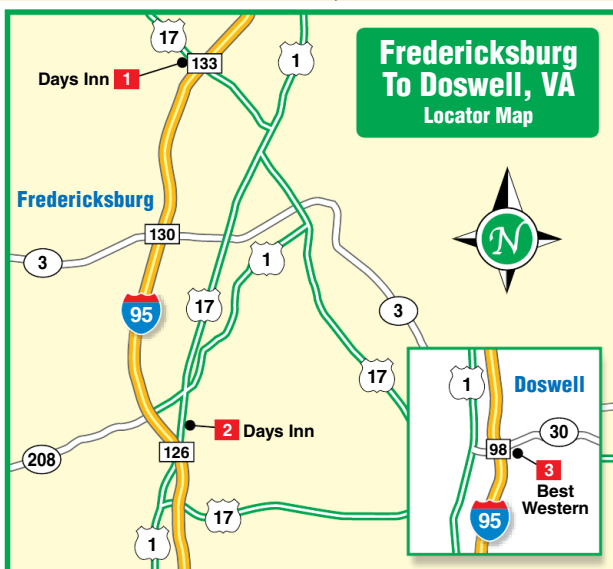 17
1
Fredericksburg
To Doswell, VA
Locator Map
133
Days Inn 1
Fredericksburg
N
130
1
3
95
17
3
17
1
Doswell
2 Days Inn
30
208
126
98
3
Best
Western
17
95
1